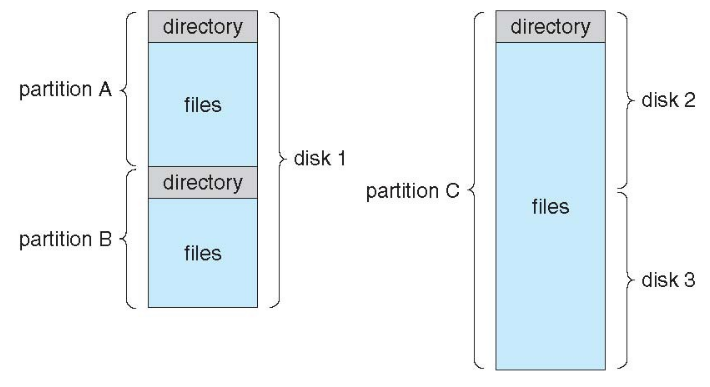 directory
partition A
files
disk 1
directory
partition B
files
directory
disk 2
partition C
files
disk 3